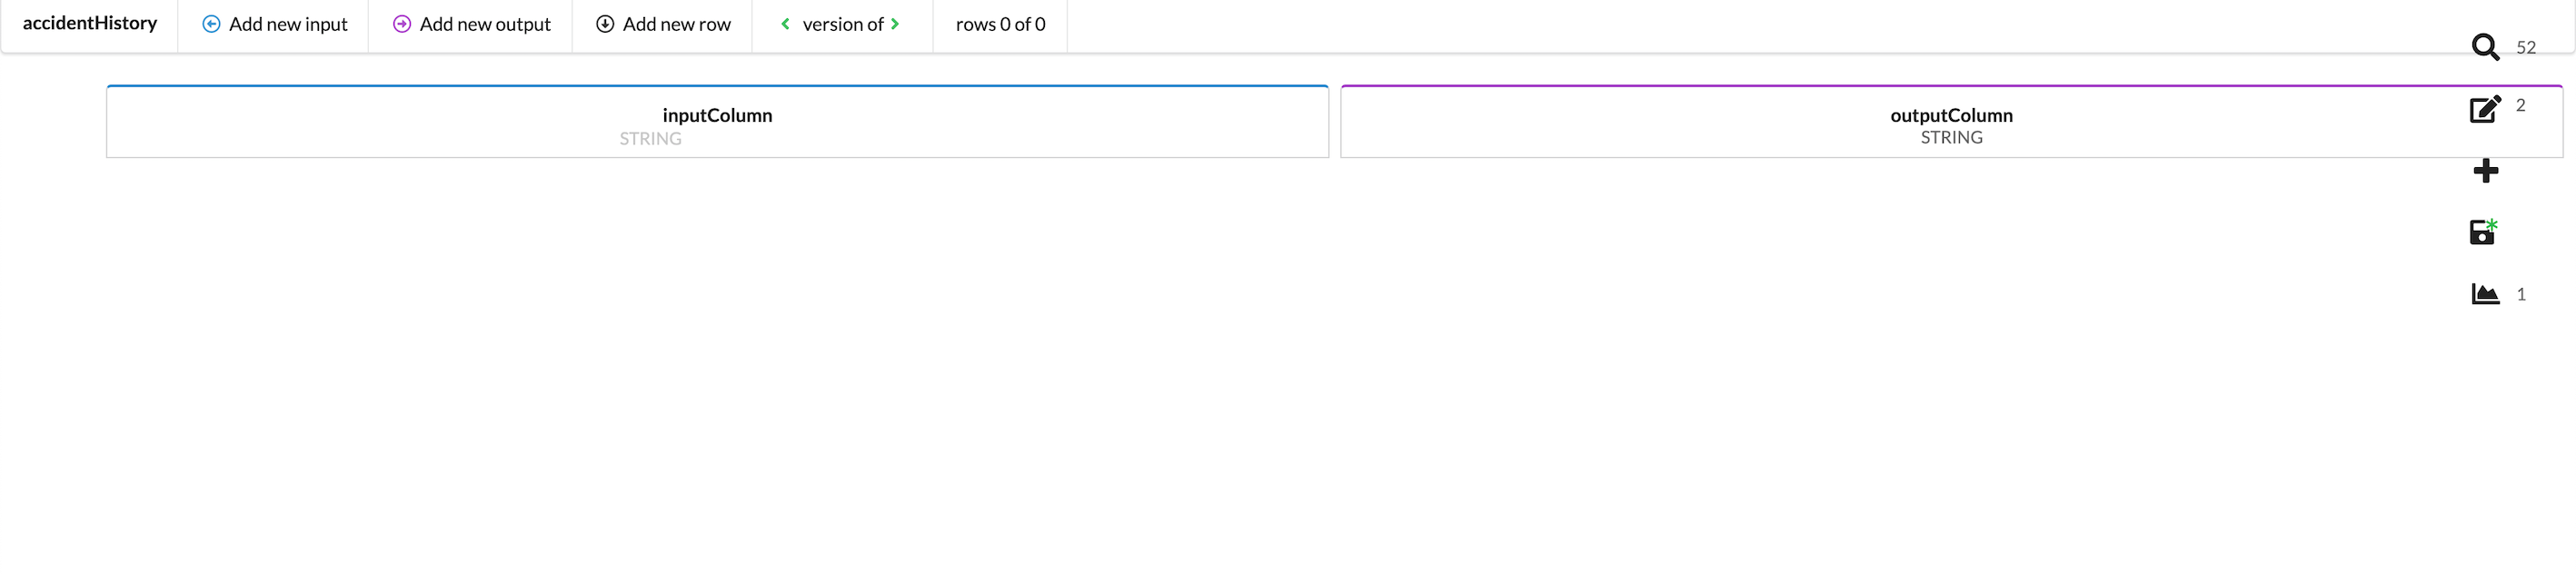 accidentHistory Add new input Add new output Add new row version of rows 0 of 0
52
inputColumn outputColumn 2
STRING STRING
1